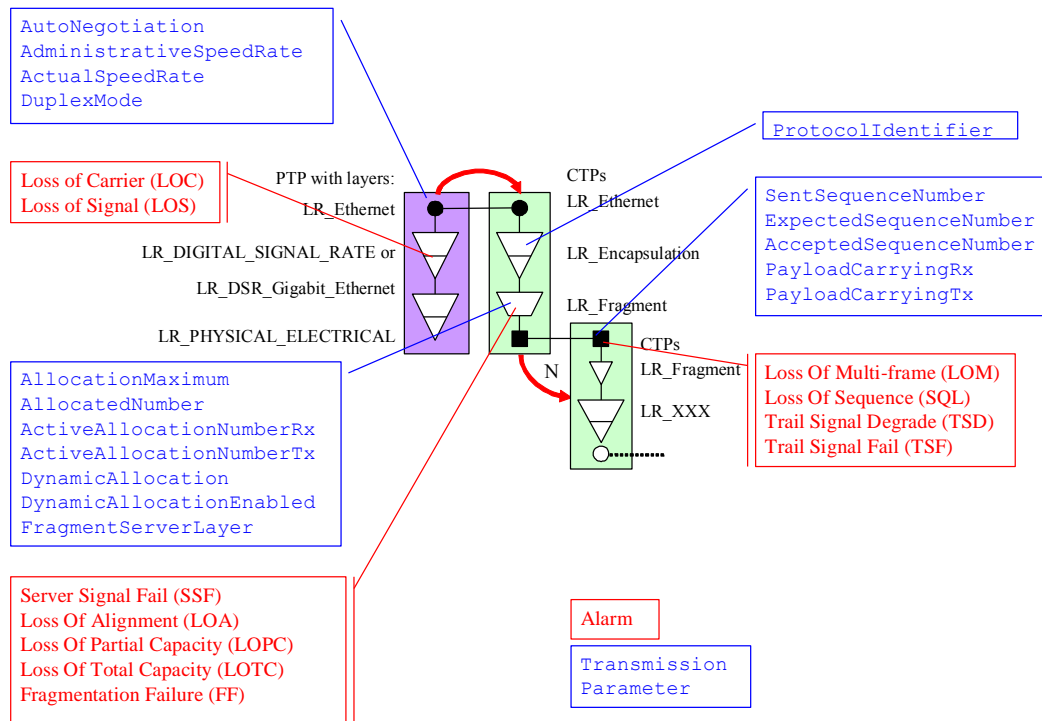 AutoNegotiation
AdministrativeSpeedRate
ActualSpeedRate
DuplexMode
ProtocolIdentifier
Loss of Carrier (LOC)
Loss of Signal (LOS)
PTP with layers:
LR_Ethernet
LR_DIGITAL_SIGNAL_RATE or
LR_DSR_Gigabit_Ethernet
LR_PHYSICAL_ELECTRICAL
CTPs
LR_Ethernet
LR_Encapsulation
LR_Fragment
SentSequenceNumber
ExpectedSequenceNumber
AcceptedSequenceNumber
PayloadCarryingRx
PayloadCarryingTx
N
CTPs
LR_Fragment
LR_XXX
AllocationMaximum
AllocatedNumber
ActiveAllocationNumberRx
ActiveAllocationNumberTx
DynamicAllocation
DynamicAllocationEnabled
FragmentServerLayer
Loss Of Multi-frame (LOM)
Loss Of Sequence (SQL)
Trail Signal Degrade (TSD)
Trail Signal Fail (TSF)
Server Signal Fail (SSF)
Loss Of Alignment (LOA)
Loss Of Partial Capacity (LOPC)
Loss Of Total Capacity (LOTC)
Fragmentation Failure (FF)
Alarm
Transmission
Parameter